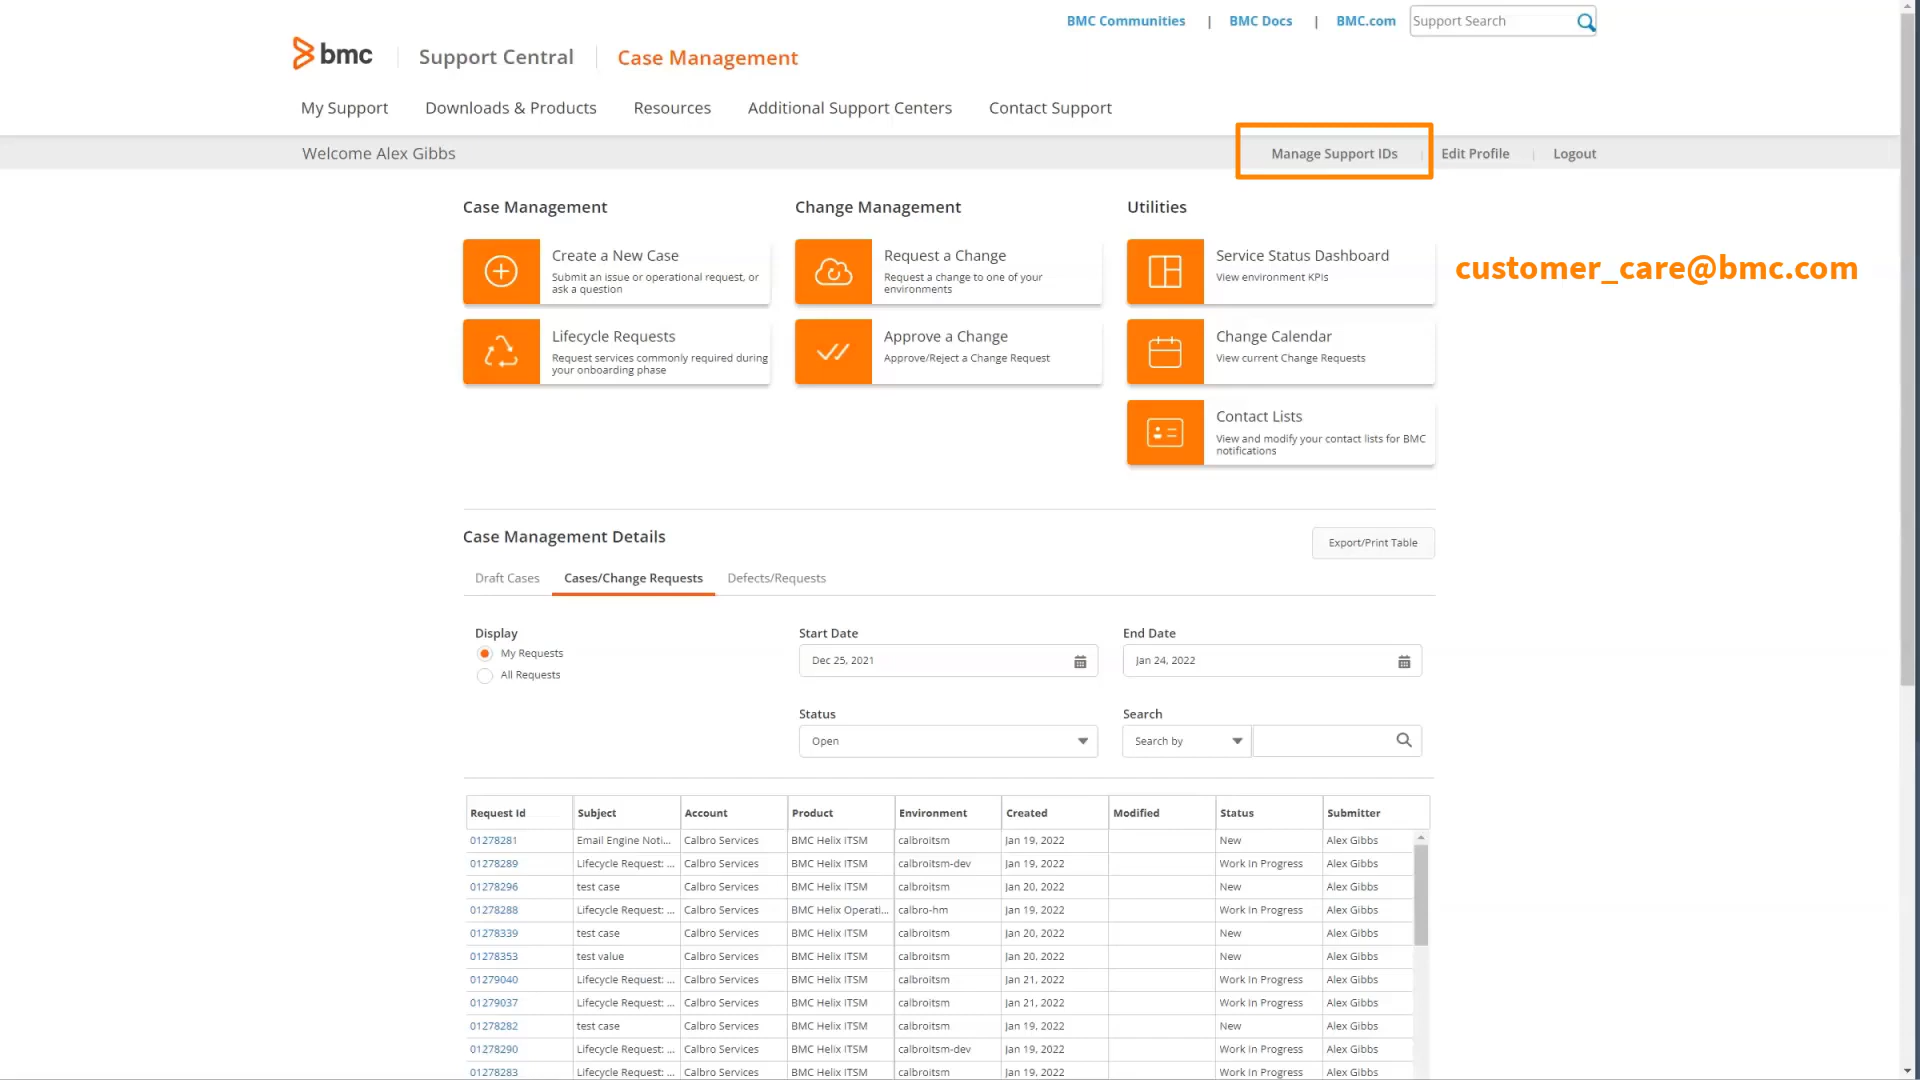 BMC Communities | BMC Docs | BMC.com Support Search
bmc Support Central Case Management
My Support Downloads & Products Resources Additional Support Centers Contact Support
Welcome Alex Gibbs Manage Support IDs | Edit Profile | Logout
Case Management Change Management Utilities
Create a New Case
Submit an issue or operational request, or
ask a question
Request a Change
Request a change to one of your
environments
Service Status Dashboard
View environment KPIs
customer_care@bmc.com
Lifecycle Requests
Request services commonly required during
your onboarding phase
Approve a Change
Approve/Reject a Change Request
Change Calendar
View current Change Requests
Contact Lists
View and modify your contact lists for BMC
notifications
Case Management Details Export/Print Table
Draft Cases Cases/Change Requests Defects/Requests
Display Start Date End Date
My Requests Dec 25, 2021 Jan 24, 2022
All Requests
Status Search
Open Search by
Request Id Subject Account Product Environment Created Modified Status Submitter
01278281 Email Engine Noti... Calbro Services BMC Helix ITSM calbroitsm Jan 19, 2022 New Alex Gibbs
01278289 Lifecycle Request: ... Calbro Services BMC Helix ITSM calbroitsm-dev Jan 19, 2022 Work In Progress Alex Gibbs
01278296 test case Calbro Services BMC Helix ITSM calbroitsm Jan 20, 2022 New Alex Gibbs
01278288 Lifecycle Request: ... Calbro Services BMC Helix Operati... calbro-hm Jan 19, 2022 Work In Progress Alex Gibbs
01278339 test case Calbro Services BMC Helix ITSM calbroitsm Jan 20, 2022 New Alex Gibbs
01278353 test value Calbro Services BMC Helix ITSM calbroitsm Jan 20, 2022 New Alex Gibbs
01279040 Lifecycle Request: ... Calbro Services BMC Helix ITSM calbroitsm Jan 21, 2022 Work In Progress Alex Gibbs
01279037 Lifecycle Request: ... Calbro Services BMC Helix ITSM calbroitsm Jan 21, 2022 Work In Progress Alex Gibbs
01278282 test case Calbro Services BMC Helix ITSM calbroitsm Jan 19, 2022 New Alex Gibbs
01278290 Lifecycle Request: ... Calbro Services BMC Helix ITSM calbroitsm-dev Jan 19, 2022 Work In Progress Alex Gibbs
01278283 Lifecycle Request: ... Calbro Services BMC Helix ITSM calbroitsm Jan 19, 2022 Work In Progress Alex Gibbs